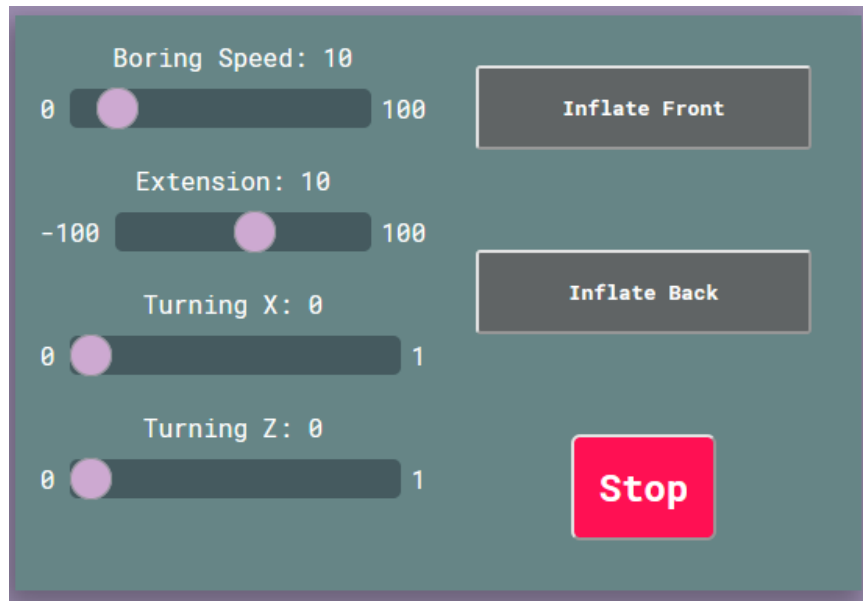 Boring Speed: 10
0 100
Inflate Front
Extension: 10
-100 100
Inflate Back
Turning X: 0
0 1
Turning Z: 0
0 1
Stop